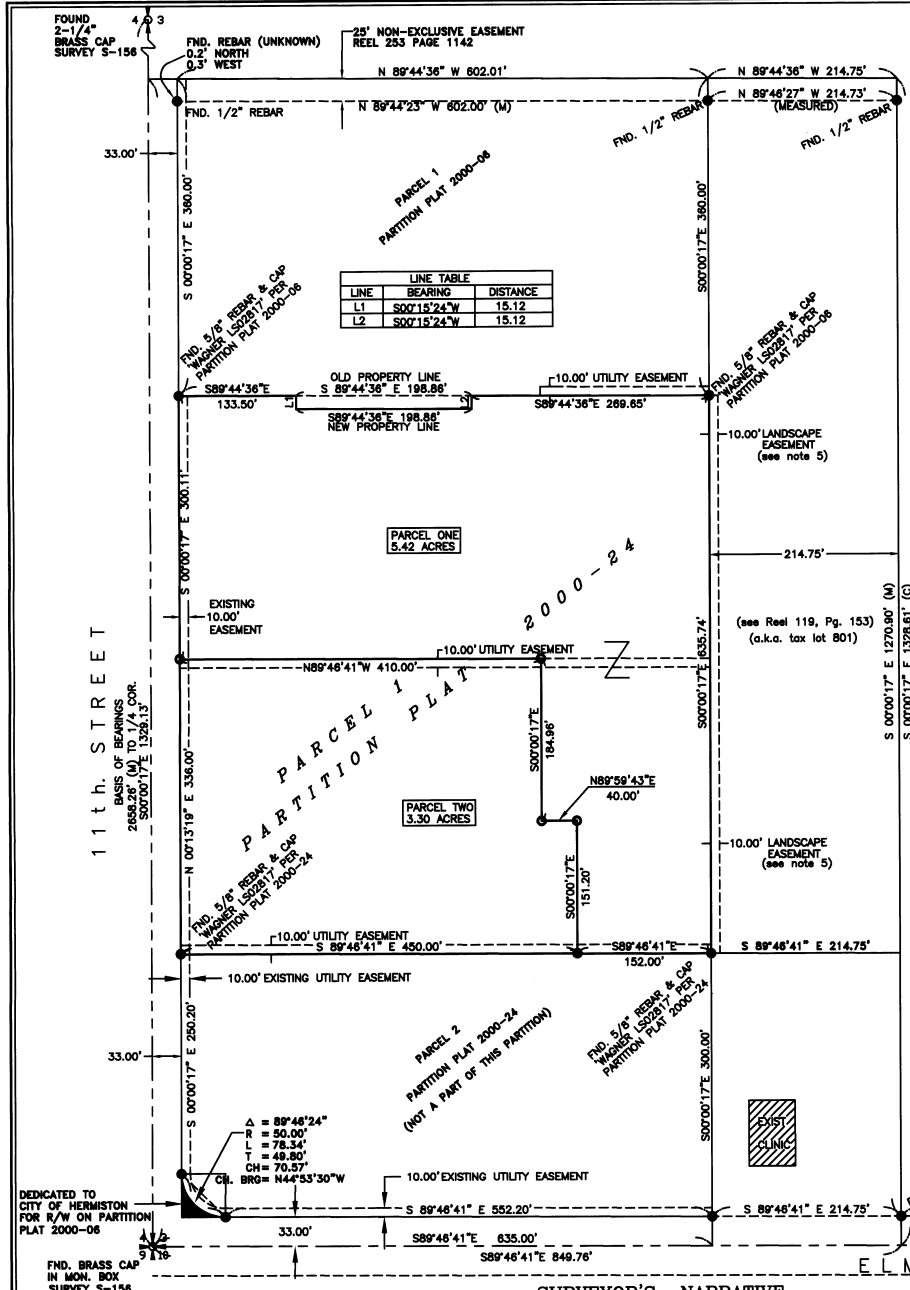 FOUND
2-1/4"
BRASS CAP
SURVEY S-156
4 3
FND. REBAR (UNKNOWN)
0.2' NORTH
0.3' WEST
25' NON-EXCLUSIVE EASEMENT
REEL 253 PAGE 1142
N 89°44'36" W 602.01'
N 89°44'36" W 214.75'
FND. 1/2" REBAR
N 89°44'23" W 602.00' (M)
FND. 1/2" REBAR
N 89°46'27" W 214.73'
(MEASURED)
FND. 1/2" REBAR
33.00'
S 00°00'17" E 360.00'
PARCEL 1
PARTITION PLAT 2000-06
S00°00'17"E 360.00'
LINE TABLE
LINE BEARING DISTANCE
L1 S00°15'24"W 15.12
L2 S00°15'24"W 15.12
FND. 5/8" REBAR & CAP
'WAGNER LS02817' PER
PARTITION PLAT 2000-06
FND. 5/8" REBAR & CAP
'WAGNER LS02817' PER
PARTITION PLAT 2000-06
S89°44'36"E
133.50'
L1
OLD PROPERTY LINE
S 89°44'36" E 198.86'
S89°44'36"E 198.86'
NEW PROPERTY LINE
L2
10.00' UTILITY EASEMENT
S89°44'36"E 269.65'
10.00' LANDSCAPE
EASEMENT
(see note 5)
S 00°00'17" E 300.11'
PARCEL ONE
5.42 ACRES
214.75'
EXISTING
10.00'
EASEMENT
(see Reel 119, Pg. 153)
(a.k.a. tax lot 801)
S 00°00'17" E 1270.90' (M)
S 00°00'17" E 1328.61' (C)
11th. STREET
BASIS OF BEARINGS
2658.26' (M) TO 1/4 COR.
S00°00'17"E 1329.13'
10.00' UTILITY EASEMENT
N89°46'41"W 410.00'
S00°00'17"E 635.74'
PARCEL 1
PARTITION PLAT 2000-24
S00°00'17"E
184.96'
N89°59'43"E
40.00'
N 00°13'19" E 336.00'
PARCEL TWO
3.30 ACRES
S00°00'17"E
151.20'
10.00' LANDSCAPE
EASEMENT
(see note 5)
FND. 5/8" REBAR & CAP
'WAGNER LS02817' PER
PARTITION PLAT 2000-24
10.00' UTILITY EASEMENT
S 89°46'41" E 450.00'
S89°46'41"E
152.00'
S 89°46'41" E 214.75'
10.00' EXISTING UTILITY EASEMENT
FND. 5/8" REBAR & CAP
'WAGNER LS02817' PER
PARTITION PLAT 2000-24
S 00°00'17" E 250.20'
33.00'
PARCEL 2
PARTITION PLAT 2000-24
(NOT A PART OF THIS PARTITION)
S00°00'17"E 300.00'
EXIST
CLINIC
Δ = 89°46'24"
R = 50.00'
L = 78.34'
T = 49.80'
CH= 70.57'
CH. BRG= N44°53'30"W
10.00' EXISTING UTILITY EASEMENT
DEDICATED TO
CITY OF HERMISTON
FOR R/W ON PARTITION
PLAT 2000-06
S 89°46'41" E 552.20'
S 89°46'41" E 214.75'
33.00'
S89°46'41"E 635.00'
S89°46'41"E 849.76'
4 3
9 10
FND. BRASS CAP
IN MON. BOX
SURVEY S-156
ELM
SURVEYOR'S NARRATIVE